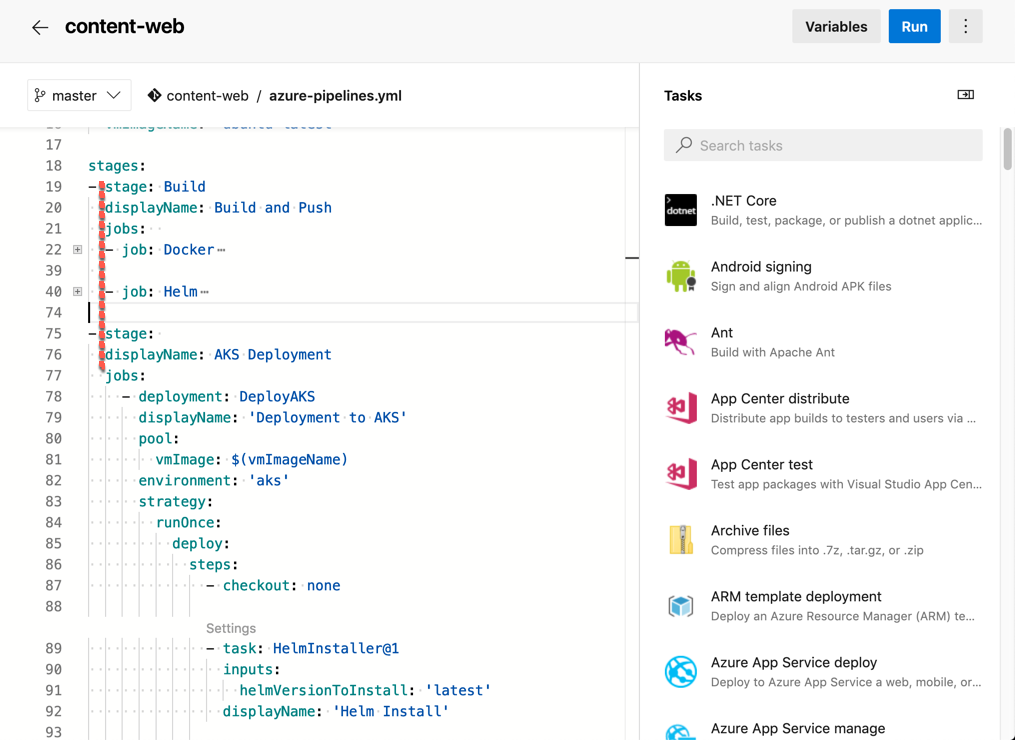 content-web
Variables
Run
master
content-web / azure-pipelines.yml
17
18 stages:
19 - stage: Build
20 displayName: Build and Push
21 jobs:
22 - job: Docker…
39
40 - job: Helm…
74
75 - stage:
76 displayName: AKS Deployment
77 jobs:
78 - deployment: DeployAKS
79 displayName: 'Deployment to AKS'
80 pool:
81 vmImage: $(vmImageName)
82 environment: 'aks'
83 strategy:
84 runOnce:
85 deploy:
86 steps:
87 - checkout: none
88
Settings
89 - task: HelmInstaller@1
90 inputs:
91 helmVersionToInstall: 'latest'
92 displayName: 'Helm Install'
93
Tasks
Search tasks
dotnet
.NET Core
Build, test, package, or publish a dotnet applic...
Android signing
Sign and align Android APK files
Ant
Build with Apache Ant
App Center distribute
Distribute app builds to testers and users via ...
App Center test
Test app packages with Visual Studio App Cen...
Archive files
Compress files into .7z, .tar.gz, or .zip
ARM template deployment
Deploy an Azure Resource Manager (ARM) te...
Azure App Service deploy
Deploy to Azure App Service a web, mobile, or...
Azure App Service manage